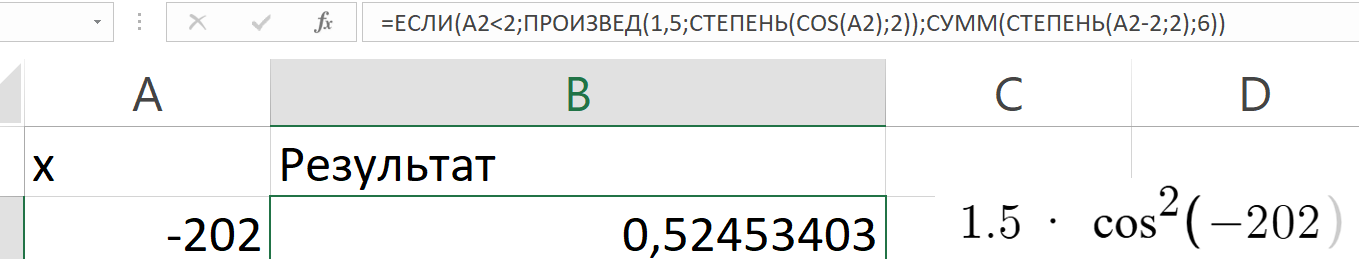 fx =ЕСЛИ(A2<2;ПРОИЗВЕД(1,5;СТЕПЕНЬ(COS(A2);2));СУММ(СТЕПЕНЬ(A2-2;2);6))
A B C D
x Результат
-202 0,52453403 1.5 · cos²(−202)